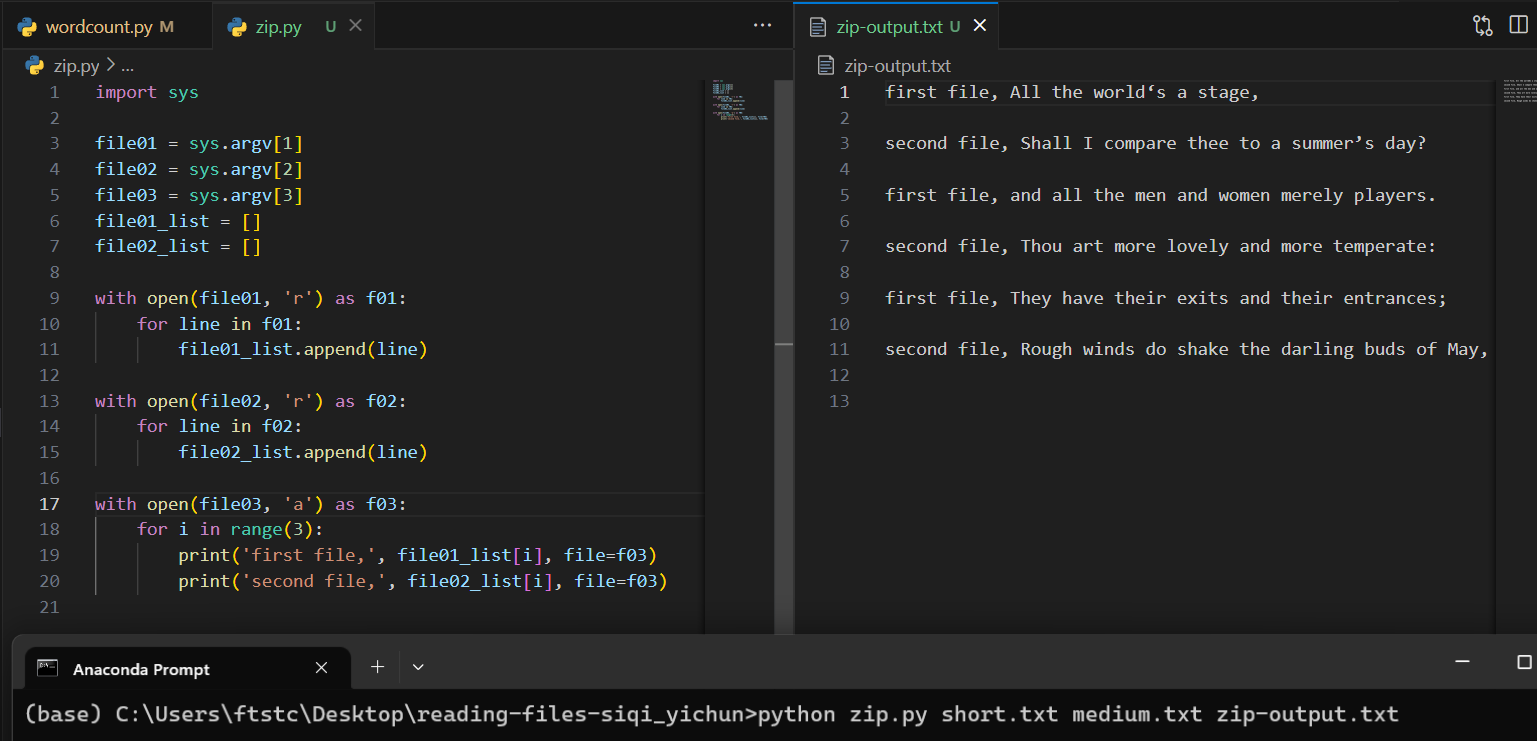 wordcount.py M
zip.py U
zip.py > ...
1 import sys
2
3 file01 = sys.argv[1]
4 file02 = sys.argv[2]
5 file03 = sys.argv[3]
6 file01_list = []
7 file02_list = []
8
9 with open(file01, 'r') as f01:
10 for line in f01:
11 file01_list.append(line)
12
13 with open(file02, 'r') as f02:
14 for line in f02:
15 file02_list.append(line)
16
17 with open(file03, 'a') as f03:
18 for i in range(3):
19 print('first file,', file01_list[i], file=f03)
20 print('second file,', file02_list[i], file=f03)
21
zip-output.txt U
zip-output.txt
1 first file, All the world‘s a stage,
2
3 second file, Shall I compare thee to a summer’s day?
4
5 first file, and all the men and women merely players.
6
7 second file, Thou art more lovely and more temperate:
8
9 first file, They have their exits and their entrances;
10
11 second file, Rough winds do shake the darling buds of May,
12
13
Anaconda Prompt
(base) C:\Users\ftstc\Desktop\reading-files-siqi_yichun>python zip.py short.txt medium.txt zip-output.txt